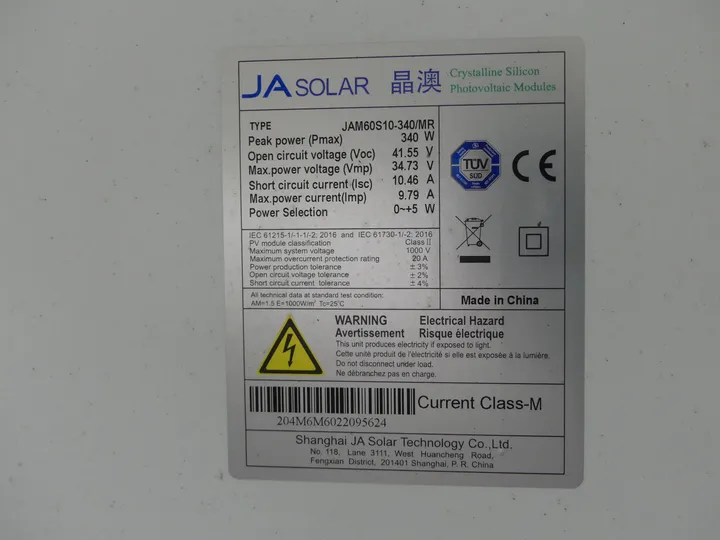 JA SOLAR 晶澳 Crystalline Silicon
Photovoltaic Modules
TYPE JAM60S10-340/MR
Peak power (Pmax) 340 W
Open circuit voltage (Voc) 41.55 V
Max.power voltage (Vmp) 34.73 V
Short circuit current (Isc) 10.46 A
Max.power current(Imp) 9.79 A
Power Selection 0~+5 W
TÜV
SÜD
CE
IEC 61215-1/-1-1/-2: 2016 and IEC 61730-1/-2: 2016
PV module classification Class II
Maximum system voltage 1000 V
Maximum overcurrent protection rating 20 A
Power production tolerance ±3%
Open circuit voltage tolerance ±2%
Short circuit current tolerance ±4%
All technical data at standard test condition:
AM=1.5 E=1000W/m² Tc=25°C
Made in China
WARNING Electrical Hazard
Avertissement Risque èlectrique
This unit produces electricity if exposed to light.
Cette unité produit de l'électricité si elle est exposée à la lumière.
Do not disconnect under load.
Ne débranchez pas en charge.
204M6M6022095624
Current Class-M
Shanghai JA Solar Technology Co.,Ltd.
No. 118, Lane 3111, West Huancheng Road,
Fengxian District, 201401 Shanghai, P. R. China